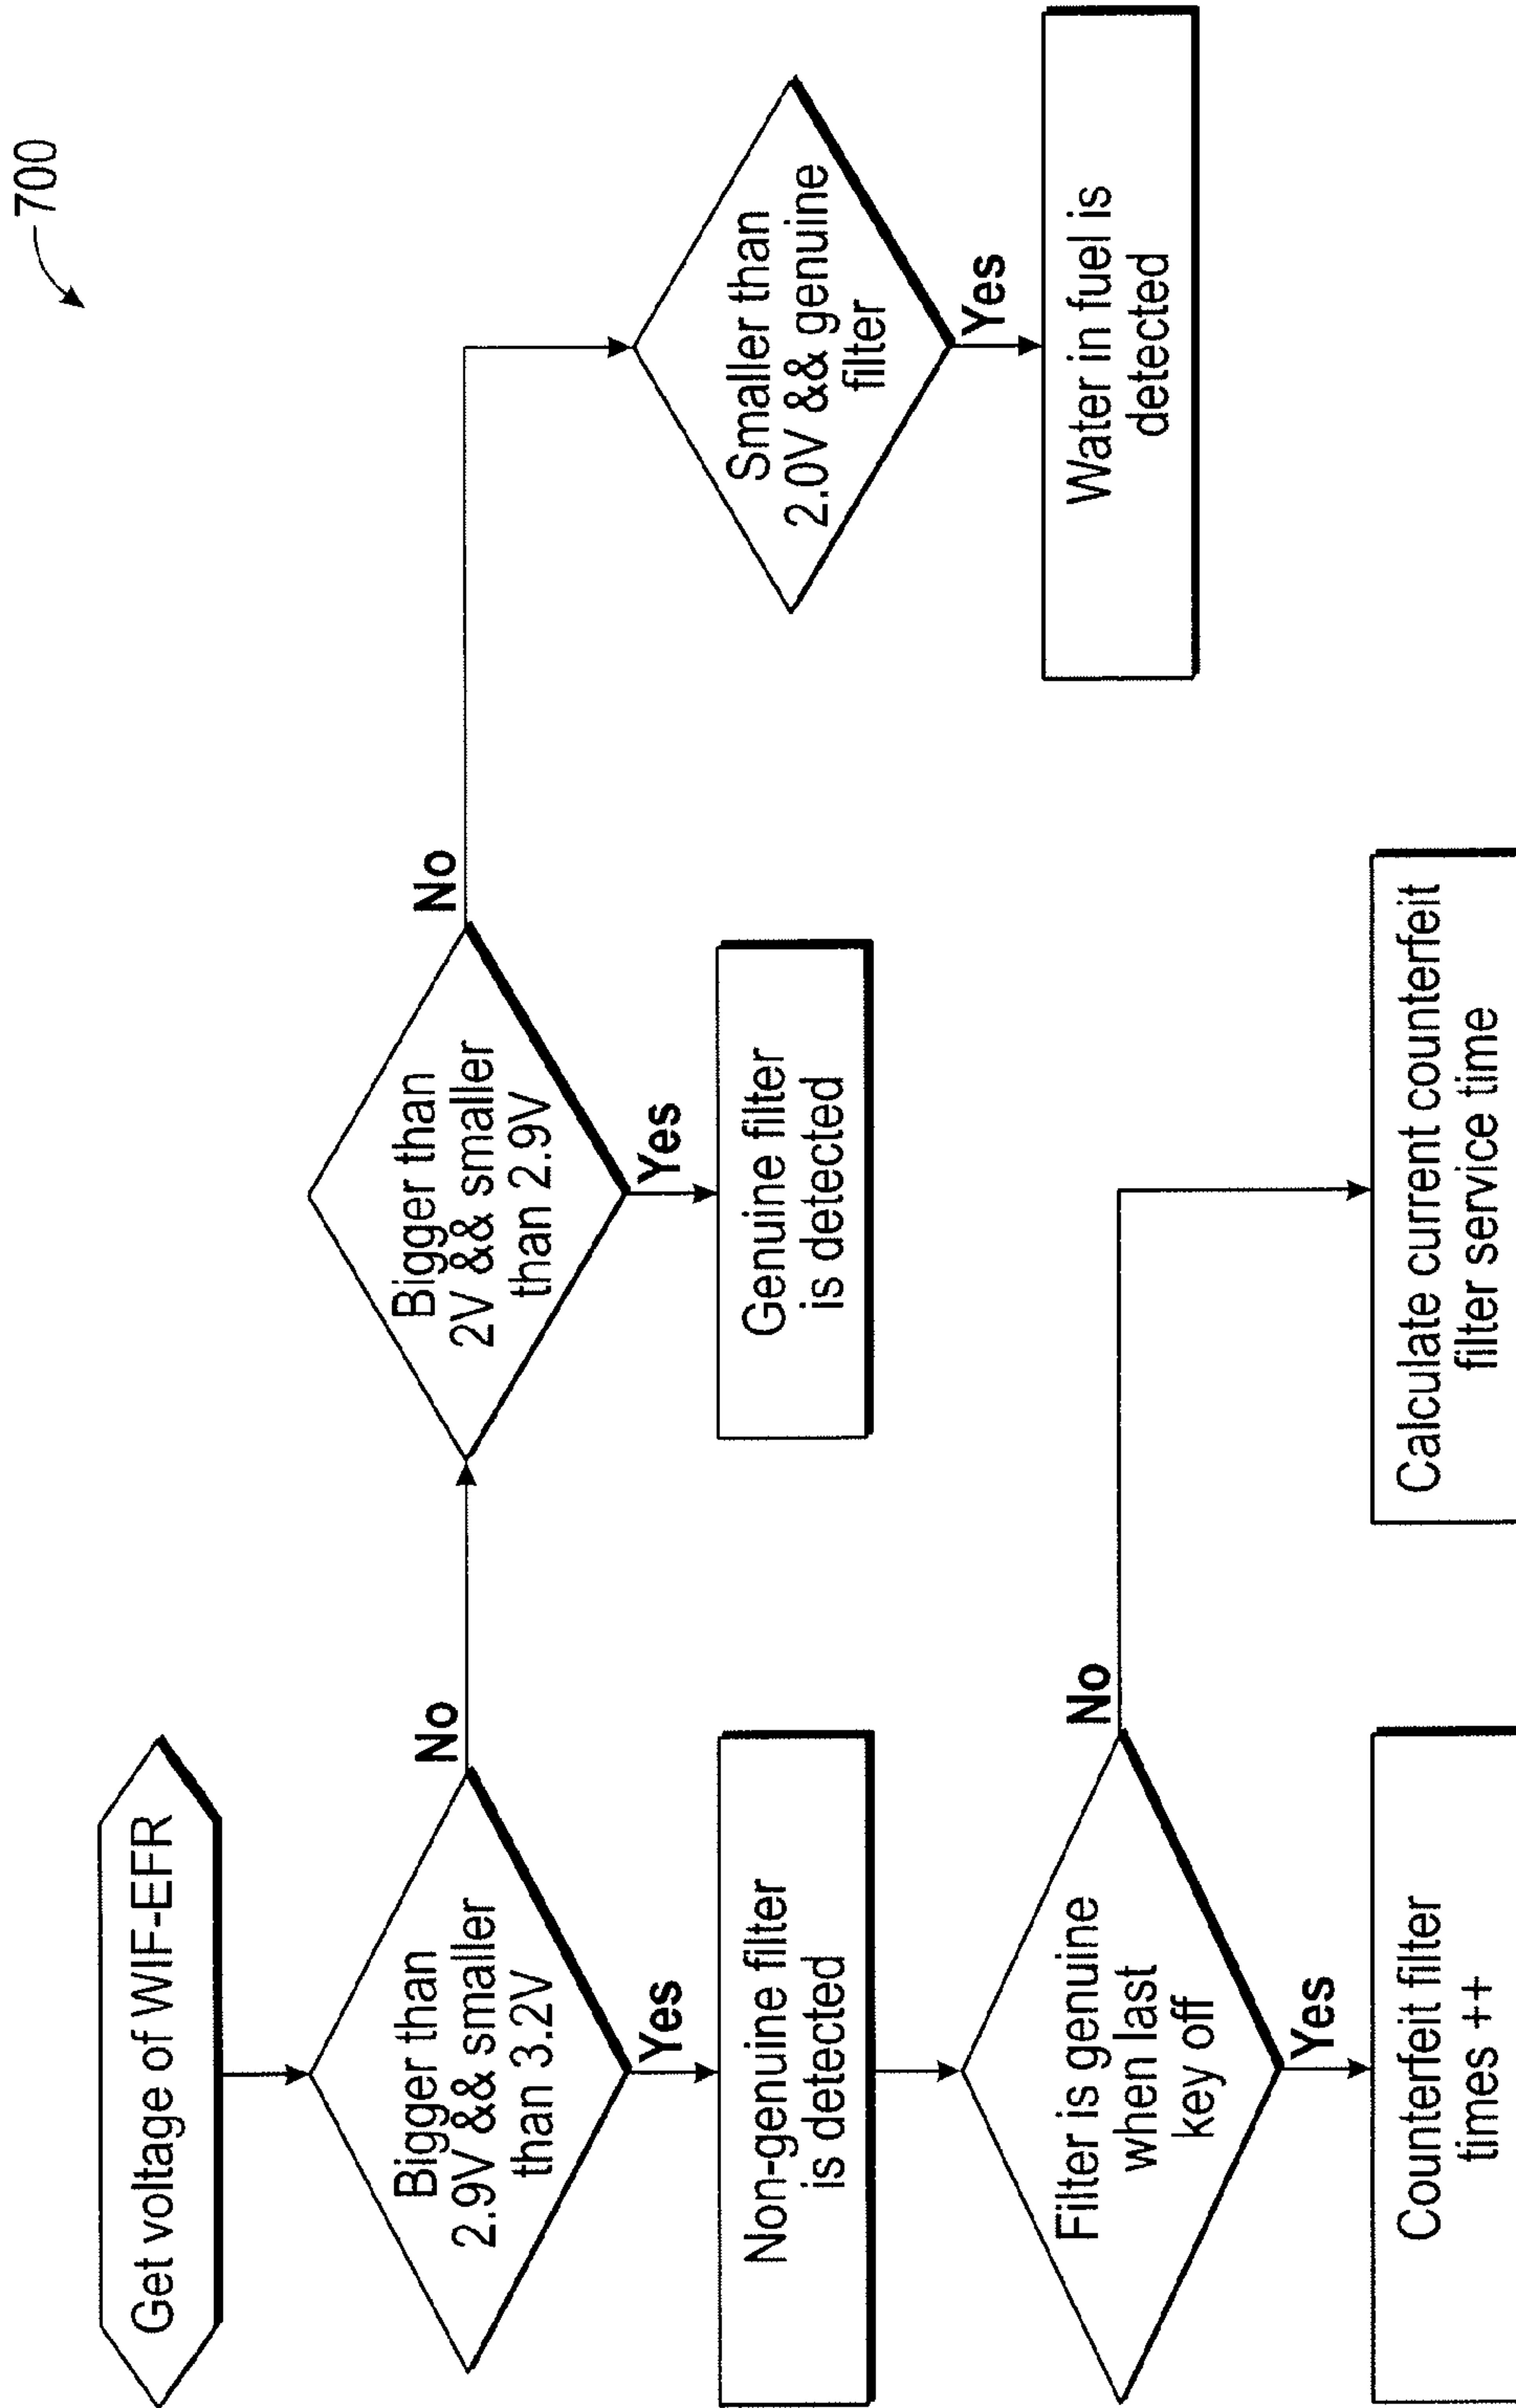 700
Get voltage of WIF-EFR
Bigger than
2.9V && smaller
than 3.2V
No
Yes
Bigger than
2V && smaller
than 2.9V
No
Yes
Smaller than
2.0V && genuine
filter
Yes
Non-genuine filter
is detected
Genuine filter
is detected
Water in fuel is
detected
Filter is genuine
when last
key off
No
Yes
Counterfeit filter
times ++
Calculate current counterfeit
filter service time